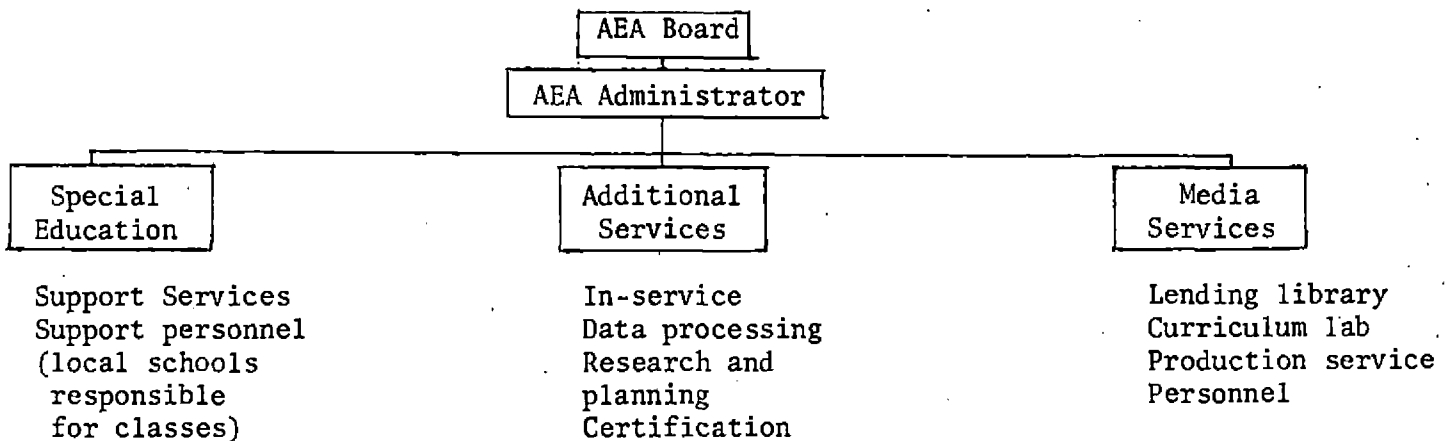 AEA Board
AEA Administrator
Special
Education
Additional
Services
Media
Services
Support Services
Support personnel
(local schools
responsible
for classes)
In-service
Data processing
Research and
planning
Certification
Lending library
Curriculum lab
Production service
Personnel